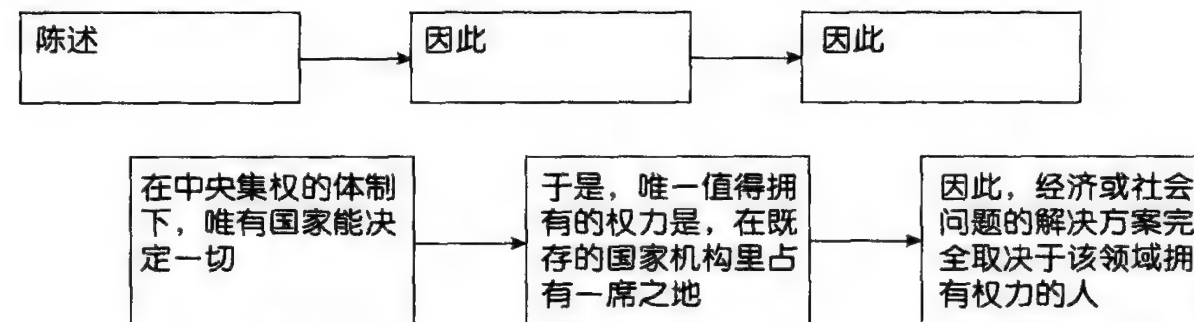 陈述
因此
因此
在中央集权的体制
下，唯有国家能决
定一切
于是，唯一值得拥
有的权力是，在既
存的国家机构里占
有一席之地
因此，经济或社会
问题的解决方案完
全取决于该领域拥
有权力的人